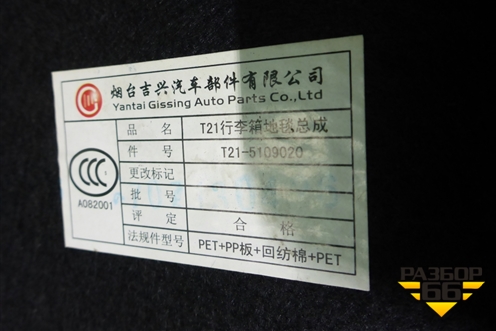 烟台吉兴汽车部件有限公司
Yantai Gissing Auto Parts Co.,Ltd
品 名 T21行李箱地毯总成
件 号 T21-5109020
更改标记
批 号
A082001
评 定 合 格
法规件型号 PET+PP板+回纺棉+PET
РАЗБОР
66